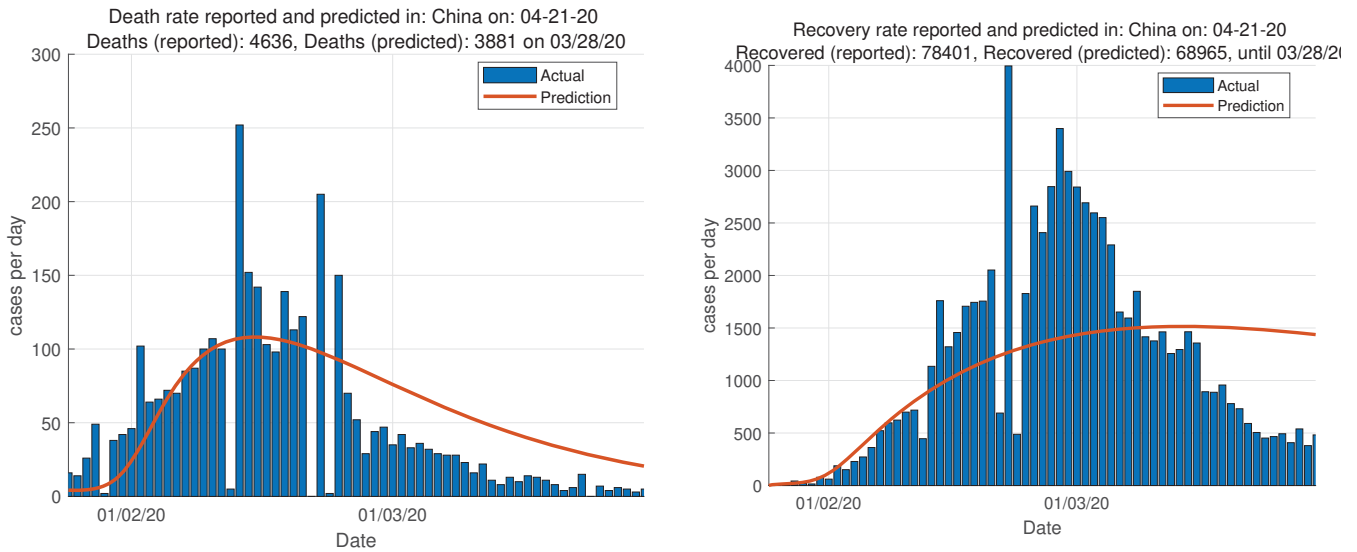 Death rate reported and predicted in: China on: 04-21-20
Deaths (reported): 4636, Deaths (predicted): 3881 on 03/28/20
300
250
200
150
100
50
0
cases per day
Actual
Prediction
01/02/20
01/03/20
Date
Recovery rate reported and predicted in: China on: 04-21-20
Recovered (reported): 78401, Recovered (predicted): 68965, until 03/28/20
4000
3500
3000
2500
2000
1500
1000
500
0
cases per day
Actual
Prediction
01/02/20
01/03/20
Date